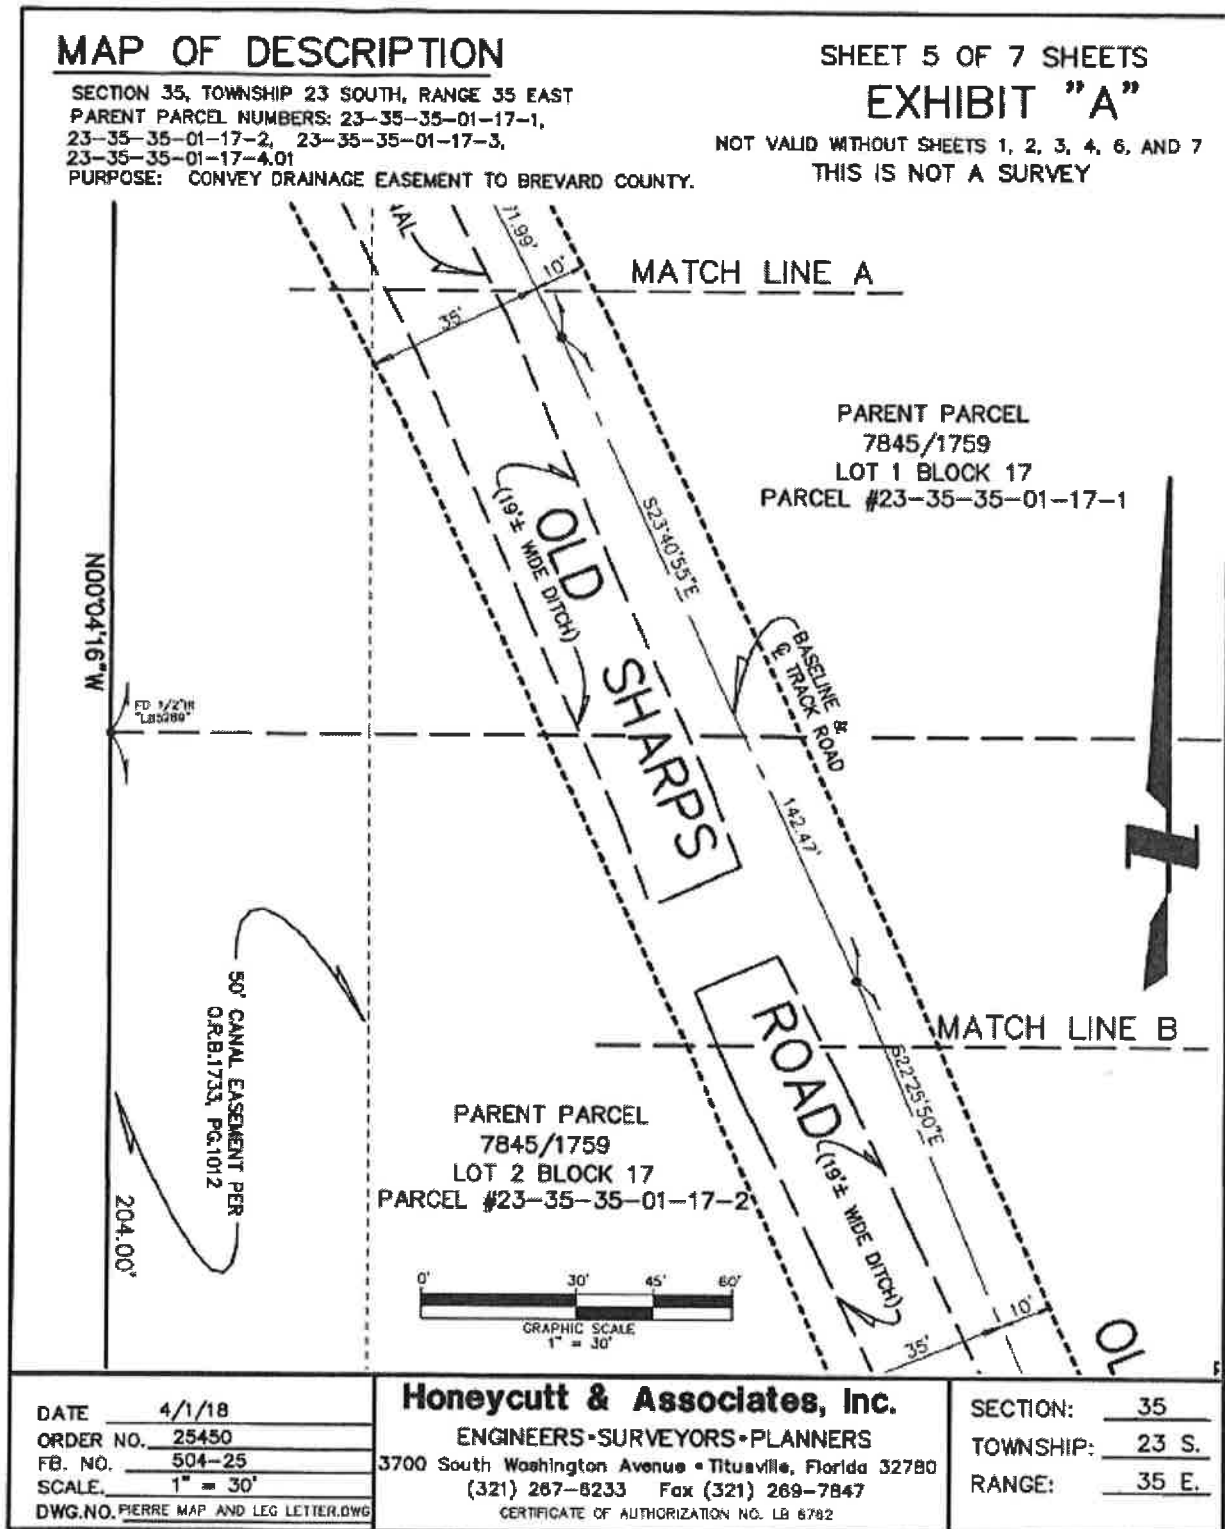 MAP OF DESCRIPTION
SECTION 35, TOWNSHIP 23 SOUTH, RANGE 35 EAST
PARENT PARCEL NUMBERS: 23-35-35-01-17-1,
23-35-35-01-17-2, 23-35-35-01-17-3,
23-35-35-01-17-4.01
PURPOSE: CONVEY DRAINAGE EASEMENT TO BREVARD COUNTY.
SHEET 5 OF 7 SHEETS
EXHIBIT "A"
NOT VALID WITHOUT SHEETS 1, 2, 3, 4, 6, AND 7
THIS IS NOT A SURVEY
NAL
71.99'
10'
MATCH LINE A
35'
PARENT PARCEL
7845/1759
LOT 1 BLOCK 17
PARCEL #23-35-35-01-17-1
OLD SHARPS
(19'± WIDE DITCH)
S23°40'55"E
N00°04'16"W
FD 1/2"IR
"LB5289"
BASELINE &
℄ TRACK ROAD
142.47'
50' CANAL EASEMENT PER
O.R.B.1733, PG.1012
204.00'
MATCH LINE B
ROAD
(19'± WIDE DITCH)
S22°25'50"E
PARENT PARCEL
7845/1759
LOT 2 BLOCK 17
PARCEL #23-35-35-01-17-2
0' 30' 45' 60'
GRAPHIC SCALE
1" = 30'
35'
10'
OL
DATE 4/1/18
ORDER NO. 25450
FB. NO. 504-25
SCALE. 1" = 30'
DWG.NO. PIERRE MAP AND LEG LETTER.DWG
Honeycutt & Associates, Inc.
ENGINEERS•SURVEYORS•PLANNERS
3700 South Washington Avenue • Titusville, Florida 32780
(321) 267-6233 Fax (321) 269-7847
CERTIFICATE OF AUTHORIZATION NO. LB 6762
SECTION: 35
TOWNSHIP: 23 S.
RANGE: 35 E.